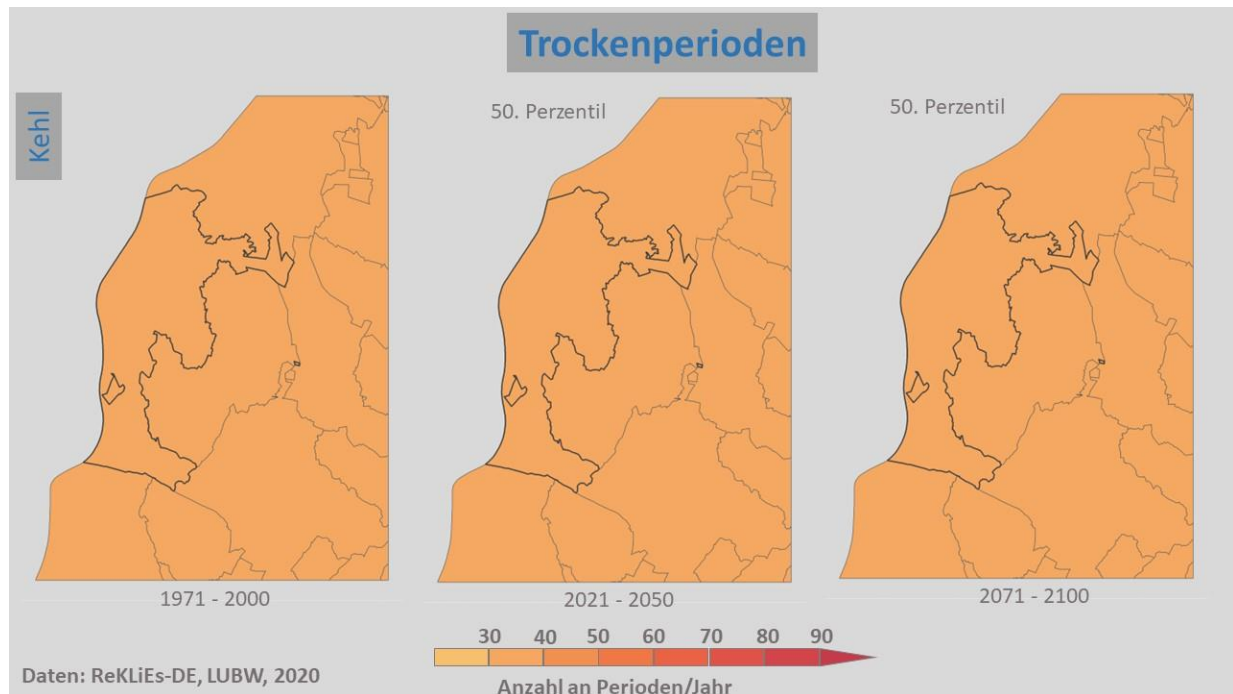 Trockenperioden
Kehl
50. Perzentil
50. Perzentil
1971 - 2000
2021 - 2050
2071 - 2100
30 40 50 60 70 80 90
Anzahl an Perioden/Jahr
Daten: ReKLiEs-DE, LUBW, 2020